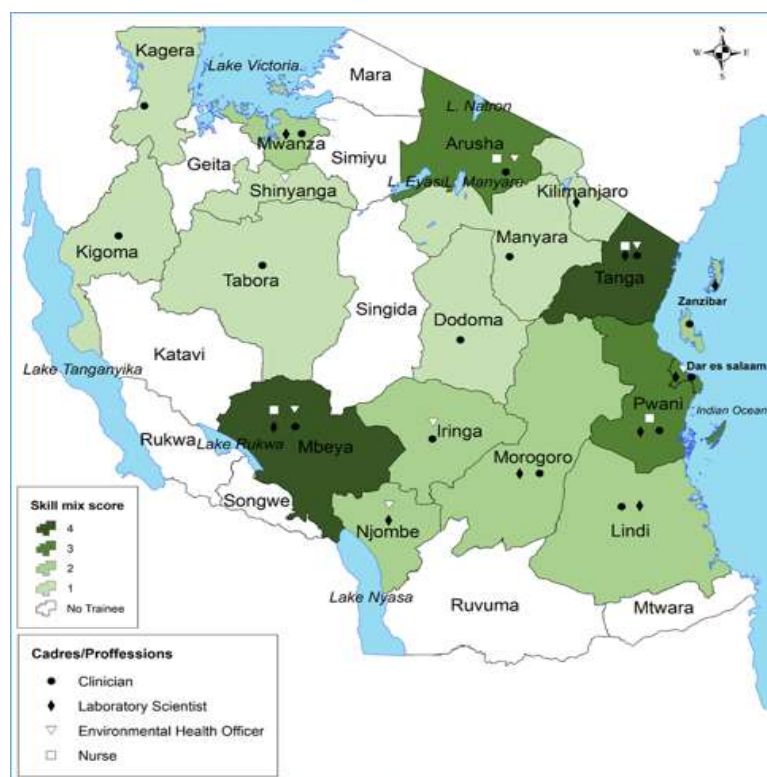 Kagera
Lake Victoria.
Mara
N
W E
S
L. Natron
Arusha
Mwanza
Geita
Simiyu
Shinyanga
L. Eyasi
L. Manyara
Kilimanjaro
Kigoma
Manyara
Tabora
Tanga
Singida
Zanzibar
Dodoma
Katavi
Dar es salaam
Lake Tanganyika
Pwani
Indian Ocean
Iringa
Rukwa
Lake Rukwa
Mbeya
Morogoro
Songwe
Lindi
Njombe
Lake Nyasa
Ruvuma
Mtwara
Skill mix score
4
3
2
1
No Trainee
Cadres/Proffessions
Clinician
Laboratory Scientist
Environmental Health Officer
Nurse